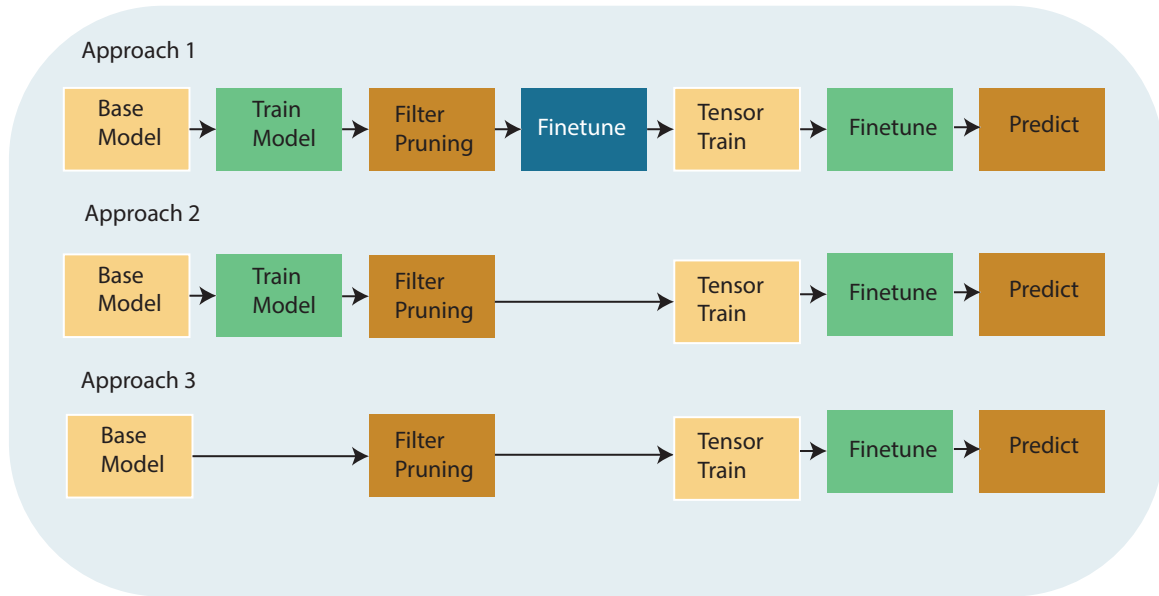 Approach 1
Base
Model
Train
Model
Filter
Pruning
Finetune
Tensor
Train
Finetune
Predict
Approach 2
Base
Model
Train
Model
Filter
Pruning
Tensor
Train
Finetune
Predict
Approach 3
Base
Model
Filter
Pruning
Tensor
Train
Finetune
Predict